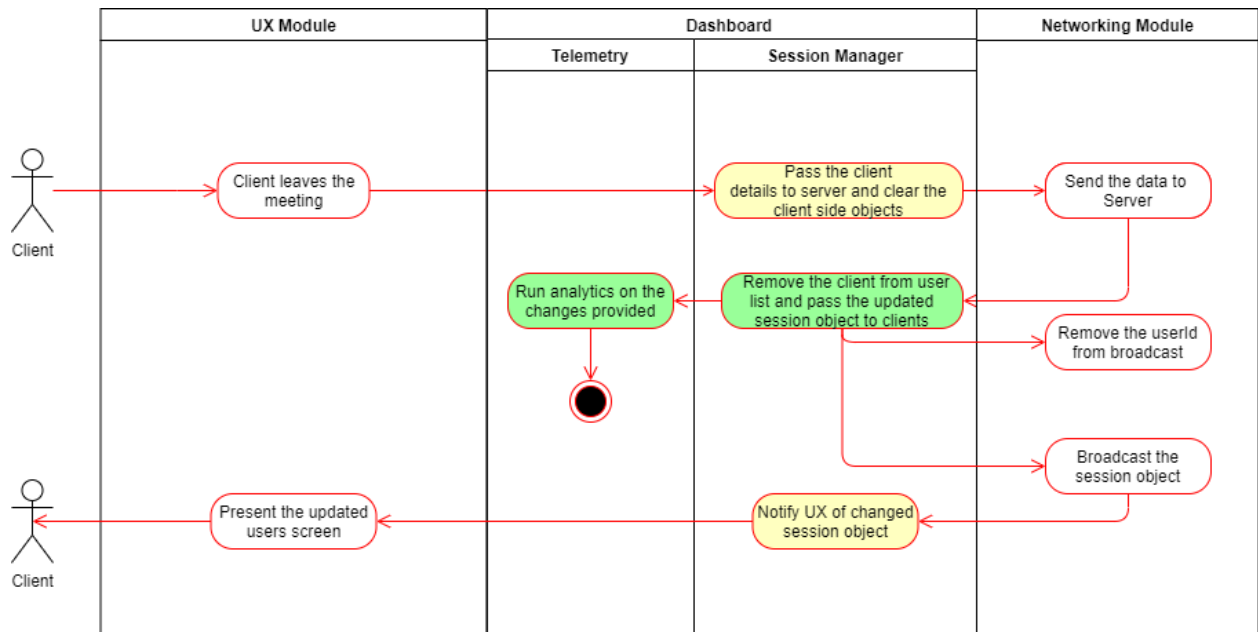 UX Module
Dashboard
Networking Module
Telemetry
Session Manager
Client leaves the
meeting
Pass the client
details to server and clear the
client side objects
Send the data to
Server
Client
Run analytics on the
changes provided
Remove the client from user
list and pass the updated
session object to clients
Remove the userId
from broadcast
Broadcast the
session object
Present the updated
users screen
Notify UX of changed
session object
Client